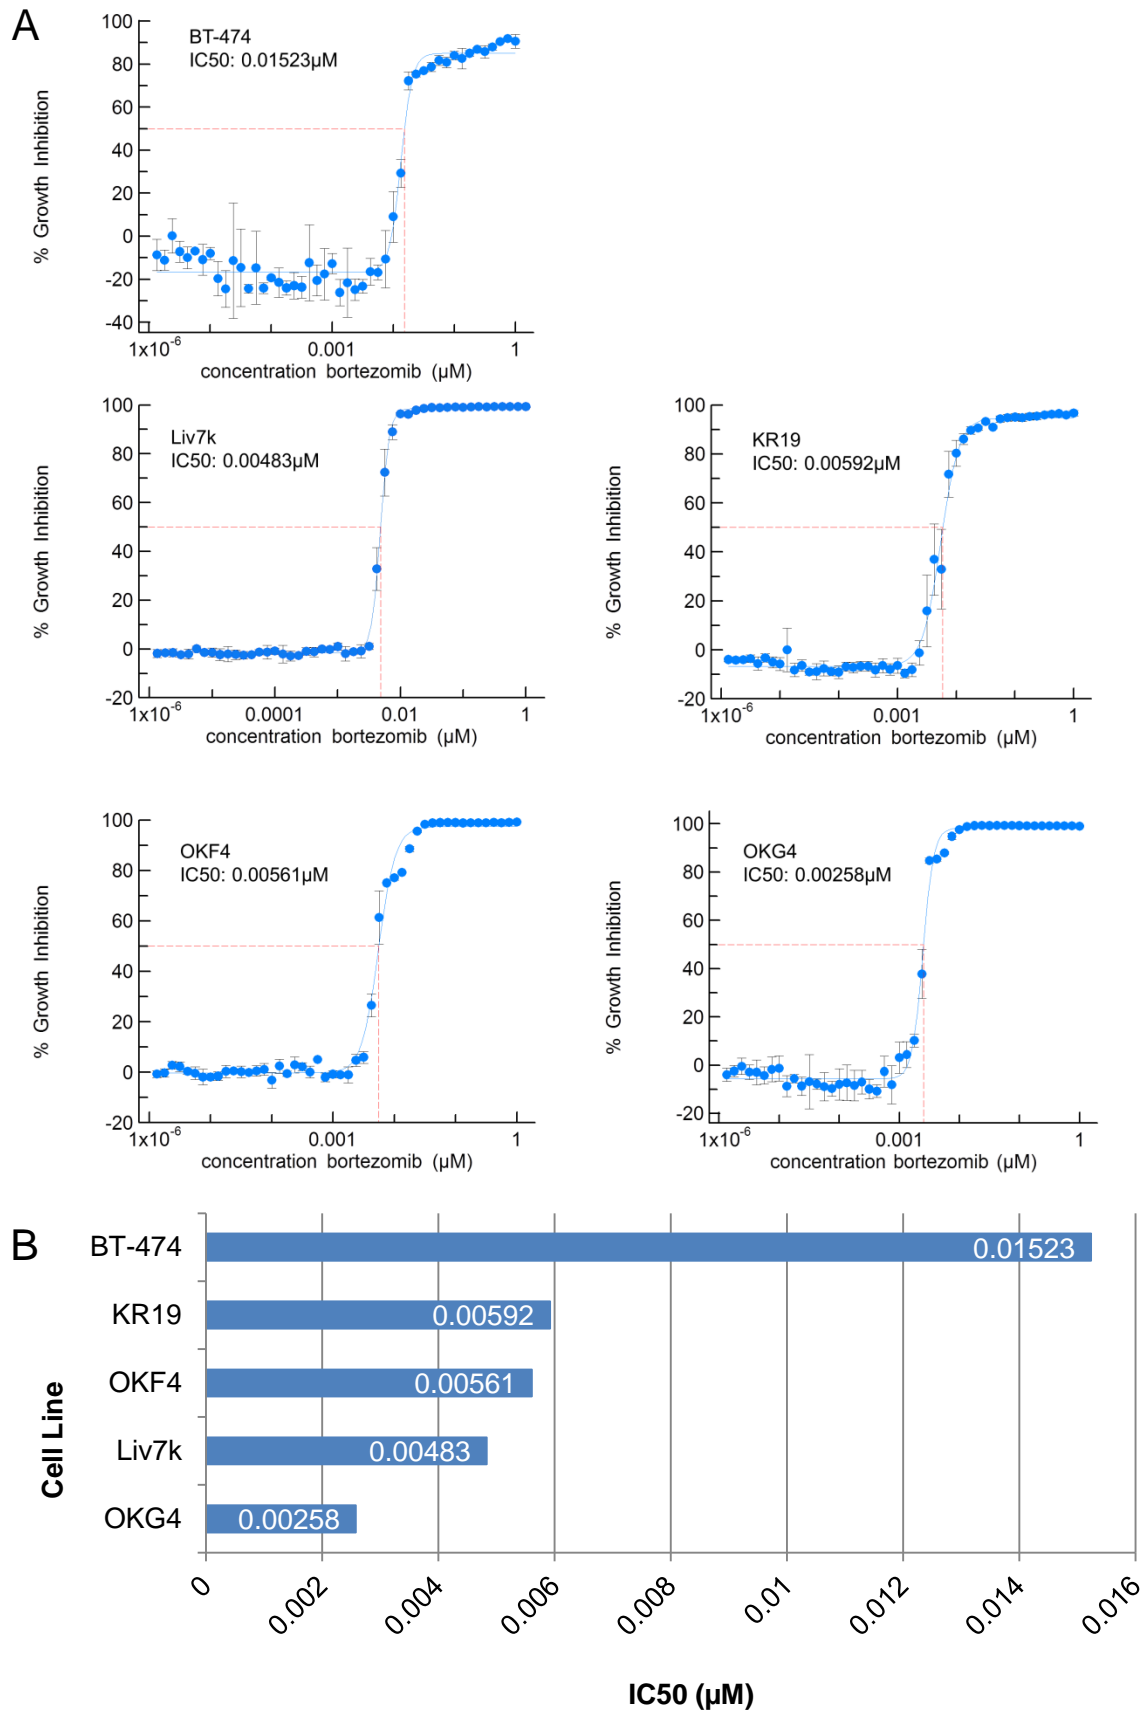 A
BT-474
IC50: 0.01523µM
% Growth Inhibition
100
80
60
40
20
0
-20
-40
1x10-6
0.001
1
concentration bortezomib (µM)
Liv7k
IC50: 0.00483µM
% Growth Inhibition
100
80
60
40
20
0
-20
1x10-6
0.0001
0.01
1
concentration bortezomib (µM)
KR19
IC50: 0.00592µM
% Growth Inhibition
100
80
60
40
20
0
-20
1x10-6
0.001
1
concentration bortezomib (µM)
OKF4
IC50: 0.00561µM
% Growth Inhibition
100
80
60
40
20
0
-20
1x10-6
0.001
1
concentration bortezomib (µM)
OKG4
IC50: 0.00258µM
% Growth Inhibition
100
80
60
40
20
0
-20
1x10-6
0.001
1
concentration bortezomib (µM)
B
Cell Line
BT-474 0.01523
KR19 0.00592
OKF4 0.00561
Liv7k 0.00483
OKG4 0.00258
0 0.002 0.004 0.006 0.008 0.01 0.012 0.014 0.016
IC50 (µM)